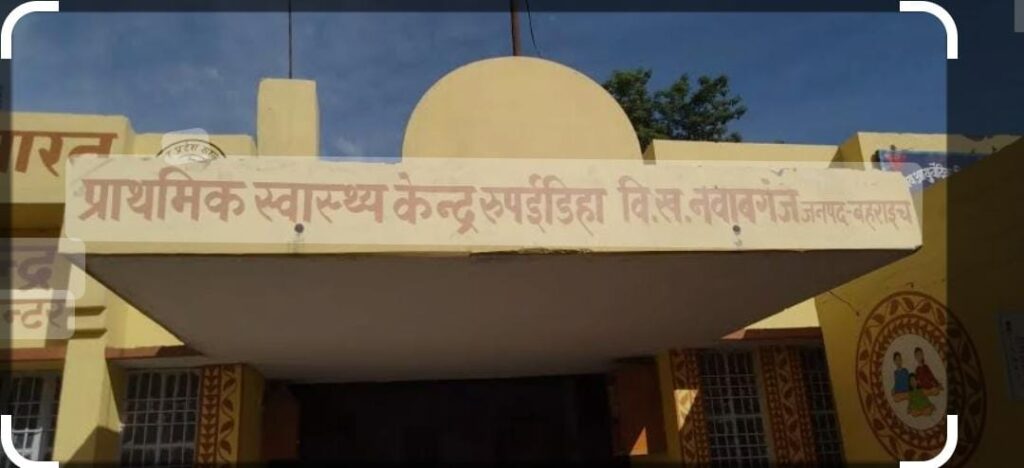 प्राथमिक स्वास्थ्य केन्द्र रुपईडिहा वि.ख. नवाबगंज जनपद-बहराइच